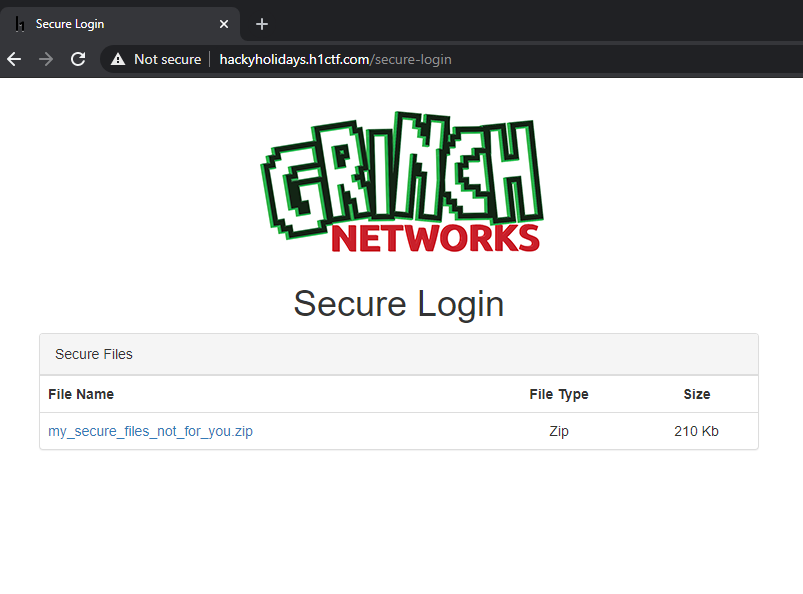 Secure Login
Not secure hackyholidays.h1ctf.com/secure-login
GRINCH
NETWORKS
Secure Login
Secure Files
File Name File Type Size
my_secure_files_not_for_you.zip Zip 210 Kb